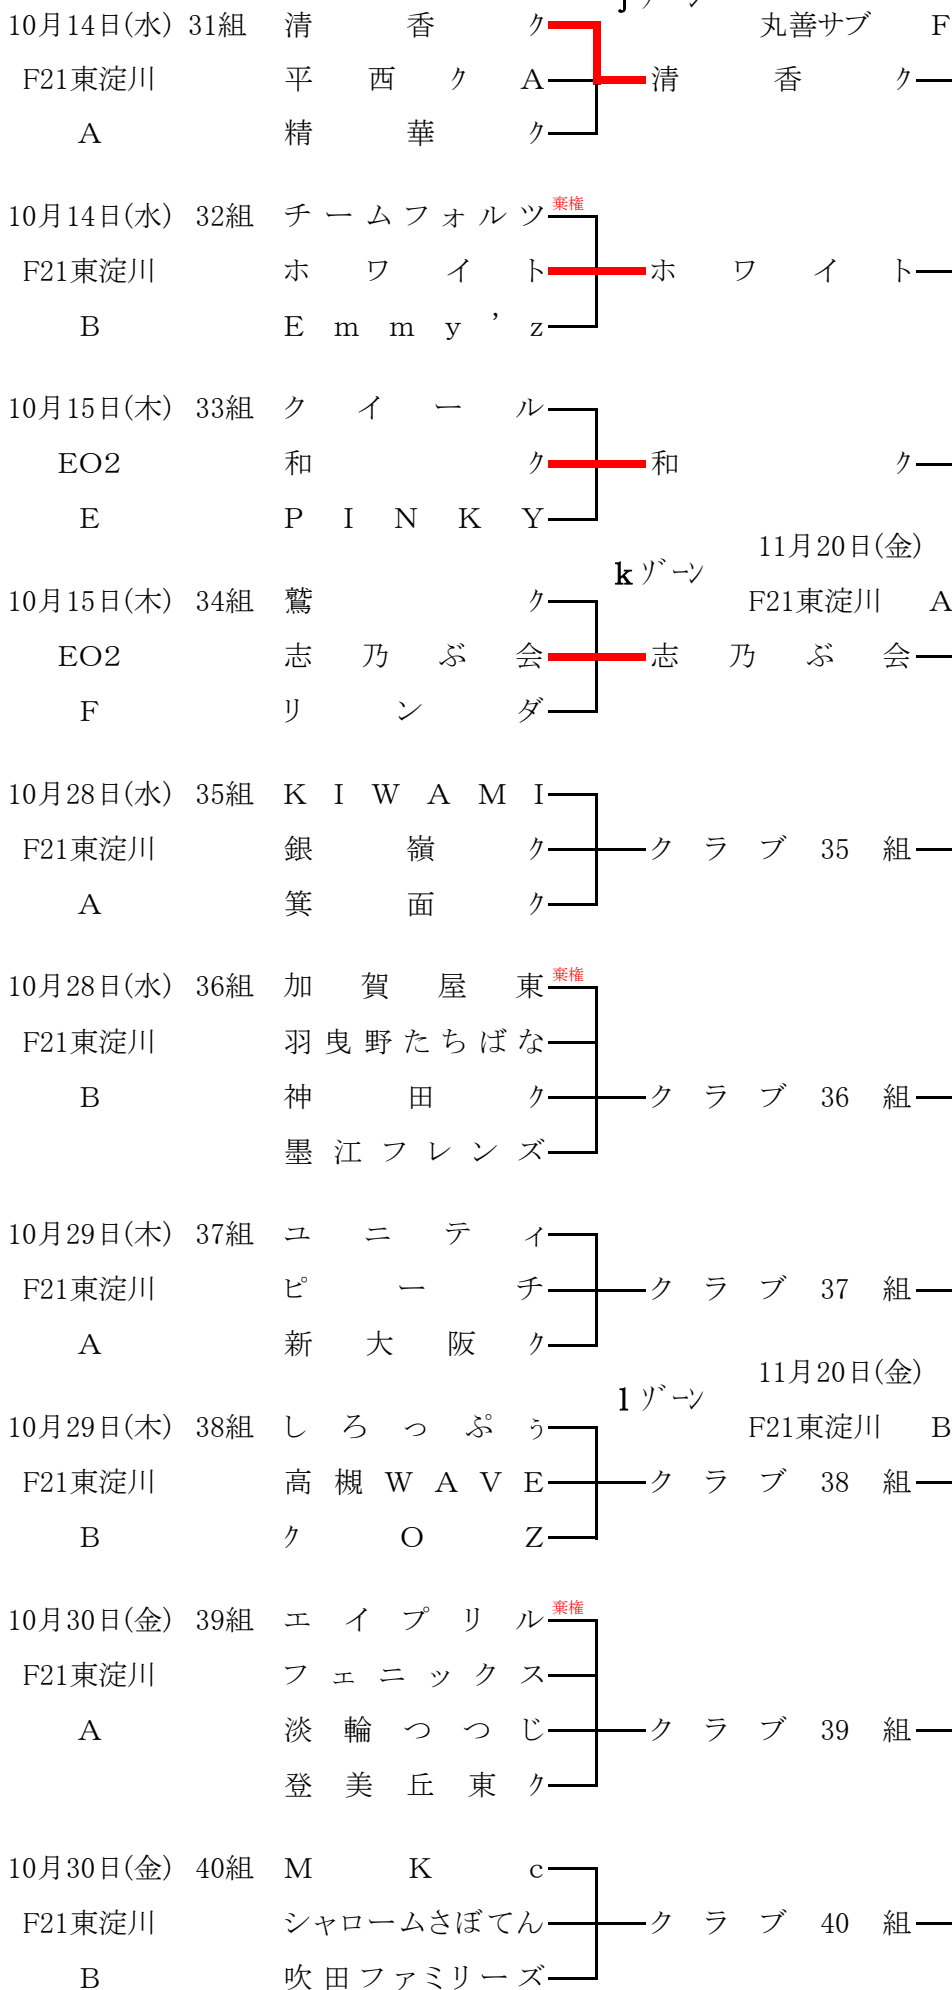 jゾーン
10月14日(水) 31組 清香ク 丸善サブ F
F21東淀川 平西クA 清香ク
A 精華ク
10月14日(水) 32組 チームフォルツ 棄権
F21東淀川 ホワイト ホワイト
B Emmy’z
10月15日(木) 33組 クイール
EO2 和ク 和ク
E PINKY
11月20日(金)
kゾーン
10月15日(木) 34組 鷲ク F21東淀川 A
EO2 志乃ぶ会 志乃ぶ会
F リンダ
10月28日(水) 35組 KIWAMI
F21東淀川 銀嶺ク クラブ35組
A 箕面ク
10月28日(水) 36組 加賀屋東 棄権
F21東淀川 羽曳野たちばな
B 神田ク クラブ36組
墨江フレンズ
10月29日(木) 37組 ユニティ
F21東淀川 ピーチ クラブ37組
A 新大阪ク
11月20日(金)
lゾーン
10月29日(木) 38組 しろっぷぅ F21東淀川 B
F21東淀川 高槻WAVE クラブ38組
B クOZ
10月30日(金) 39組 エイプリル 棄権
F21東淀川 フェニックス
A 淡輪つつじ クラブ39組
登美丘東ク
10月30日(金) 40組 MKc
F21東淀川 シャロームさぼてん クラブ40組
B 吹田ファミリーズ